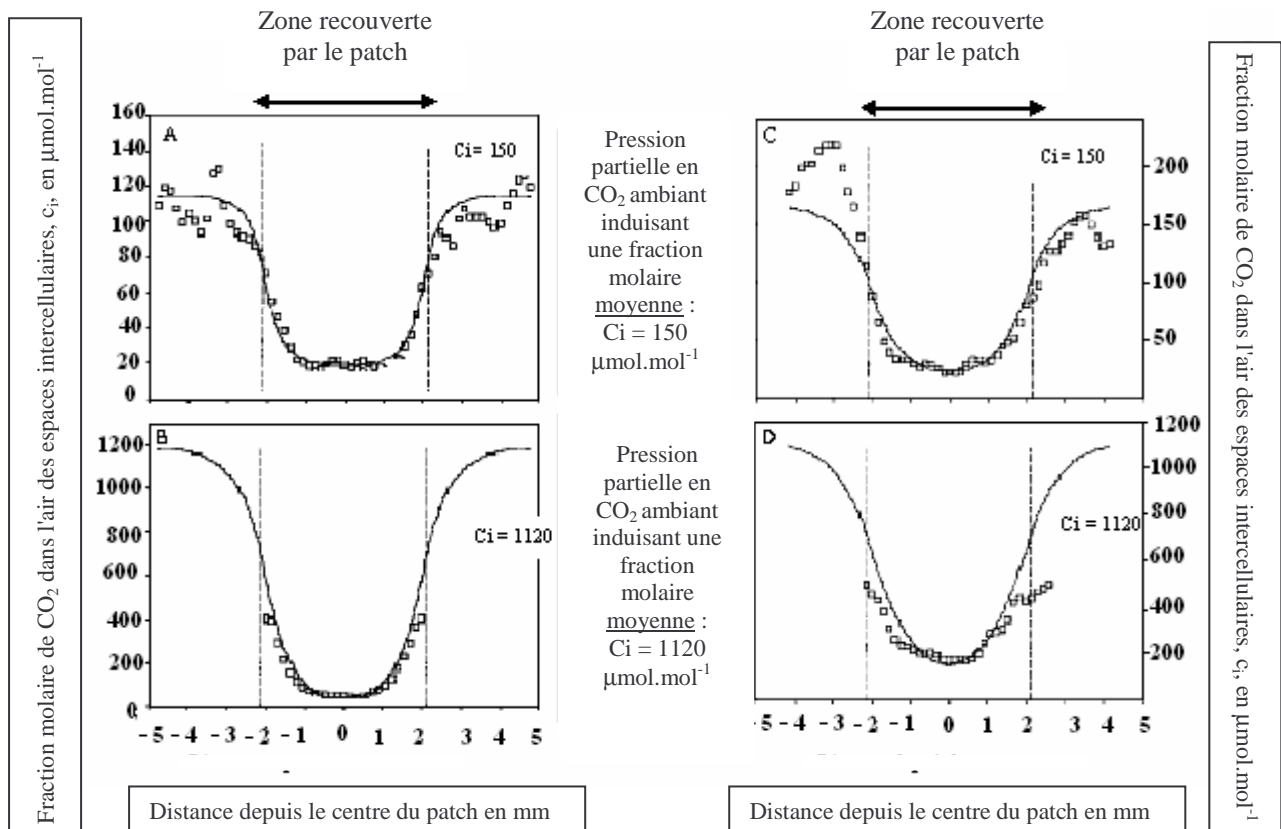 Zone recouverte
par le patch
Zone recouverte
par le patch
Fraction molaire de CO₂ dans l'air des espaces intercellulaires, cᵢ, en µmol.mol⁻¹
160
140
120
100
80
60
40
20
0
A
Ci = 150
Pression
partielle en
CO₂ ambiant
induisant
une fraction
molaire
moyenne :
Ci = 150
µmol.mol⁻¹
C
Ci = 150
200
150
100
50
Fraction molaire de CO₂ dans l'air des espaces intercellulaires, cᵢ, en µmol.mol⁻¹
B
1200
1000
800
600
400
200
0
Ci = 1120
-5 -4 -3 -2 -1 0 1 2 3 4 5
Pression
partielle en
CO₂ ambiant
induisant une
fraction
molaire
moyenne :
Ci = 1120
µmol.mol⁻¹
D
Ci = 1120
1200
1000
800
600
400
200
-5 -4 -3 -2 -1 0 1 2 3 4 5
Distance depuis le centre du patch en mm
Distance depuis le centre du patch en mm